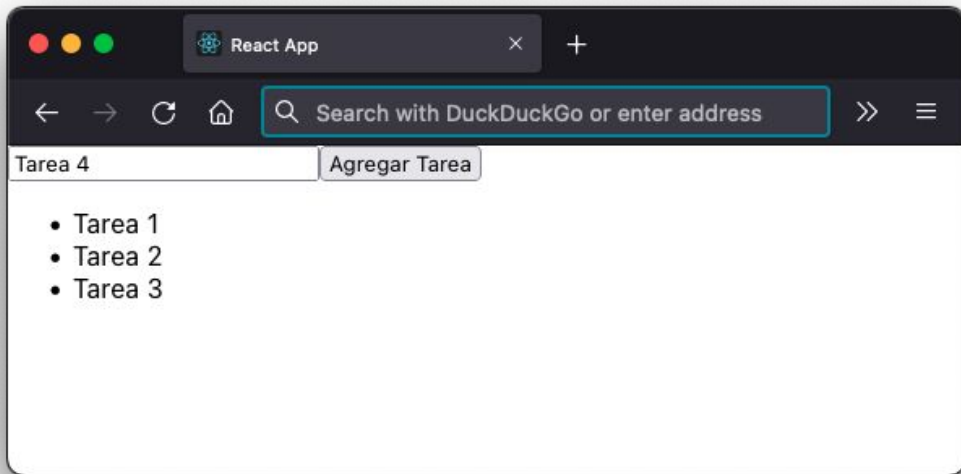 React App
Search with DuckDuckGo or enter address
Tarea 4 Agregar Tarea
Tarea 1
Tarea 2
Tarea 3